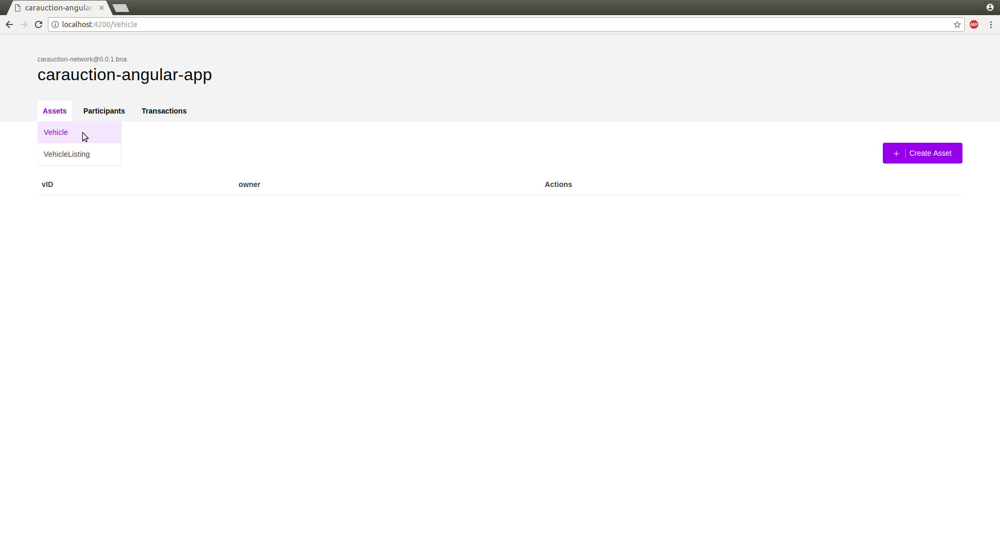 carauction-angular-
localhost:4200/Vehicle
ABP
carauction-network@0.0.1.bna
carauction-angular-app
Assets Participants Transactions
Vehicle
VehicleListing
+ | Create Asset
vID owner Actions